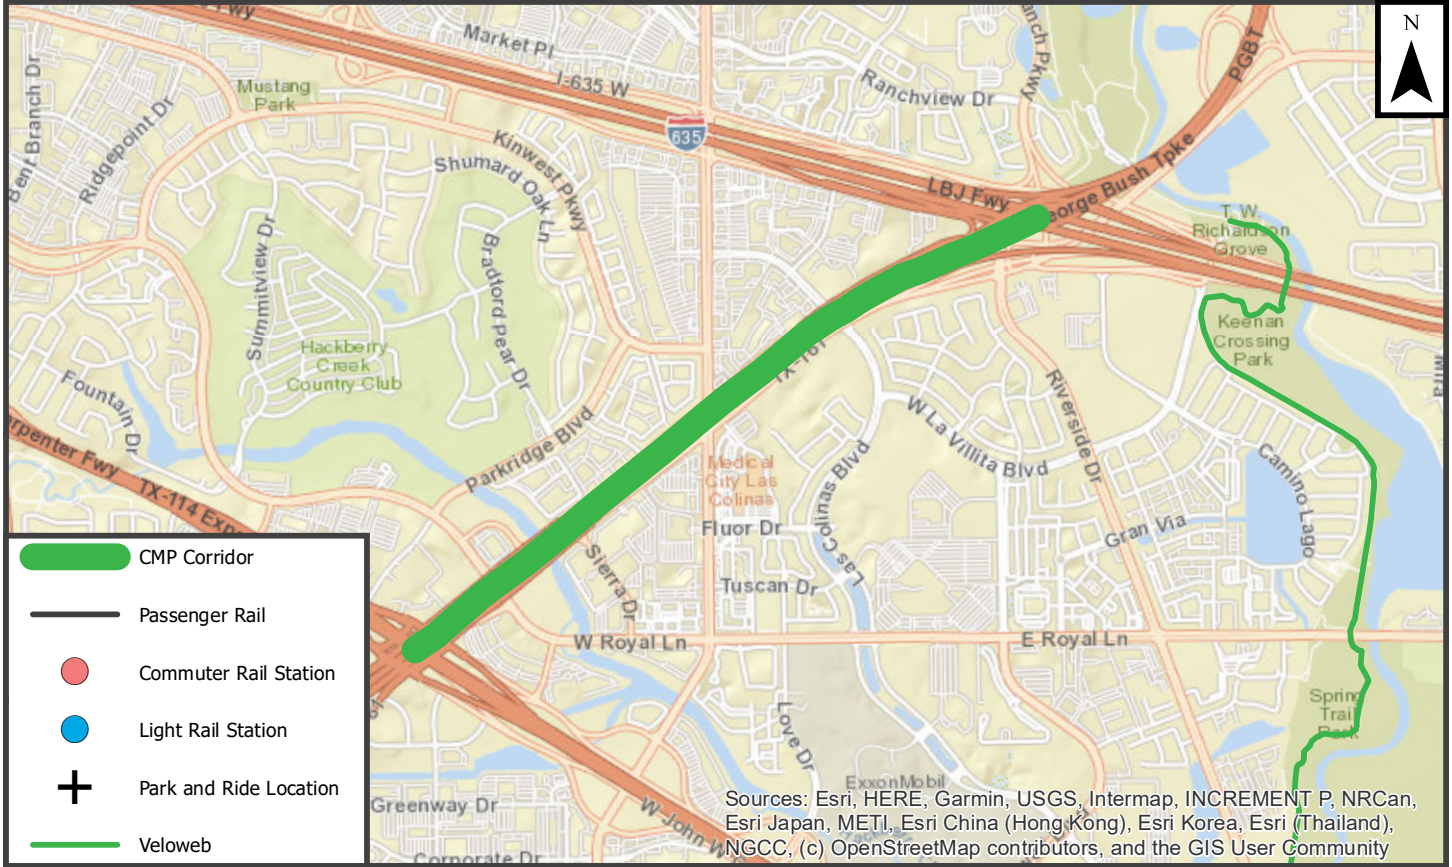 Fwy
N
Market Pl
anch Pkwy
PGBT
I-635 W
Ranchview Dr
Bent Branch Dr
Ridgepoint Dr
Mustang
Park
635
Kinwest Pkwy
Shumard Oak Ln
LBJ Fwy
eorge Bush Tpke
T. W.
Richardson
Grove
Summitview Dr
Bradford Pear Dr
Keenan
Crossing
Park
Hackberry
Creek
Country Club
TX-161
Fountain Dr
Riverside Dr
W La Villita Blvd
Parkridge Blvd
rpenter Fwy
TX-114 Exp
Medical
City Las
Colinas
Las Colinas Blvd
Camino Lago
Fluor Dr
Gran Via
Sierra Dr
Tuscan Dr
W Royal Ln
E Royal Ln
61
Spring
Trail
Park
Love Dr
ExxonMobil
Greenway Dr
W John W
Corporate Dr
CMP Corridor
Passenger Rail
Commuter Rail Station
Light Rail Station
Park and Ride Location
Veloweb
Sources: Esri, HERE, Garmin, USGS, Intermap, INCREMENT P, NRCan,
Esri Japan, METI, Esri China (Hong Kong), Esri Korea, Esri (Thailand),
NGCC, (c) OpenStreetMap contributors, and the GIS User Community